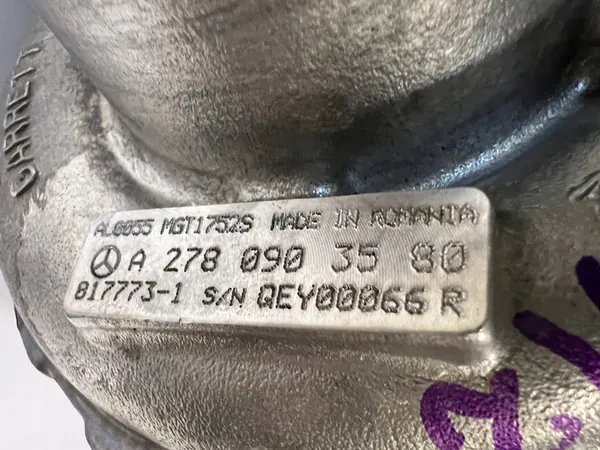 GARRETT
AL0055 MGT1752S MADE IN ROMANIA
A 278 090 35 80
817773-1 S/N QEY00066 R